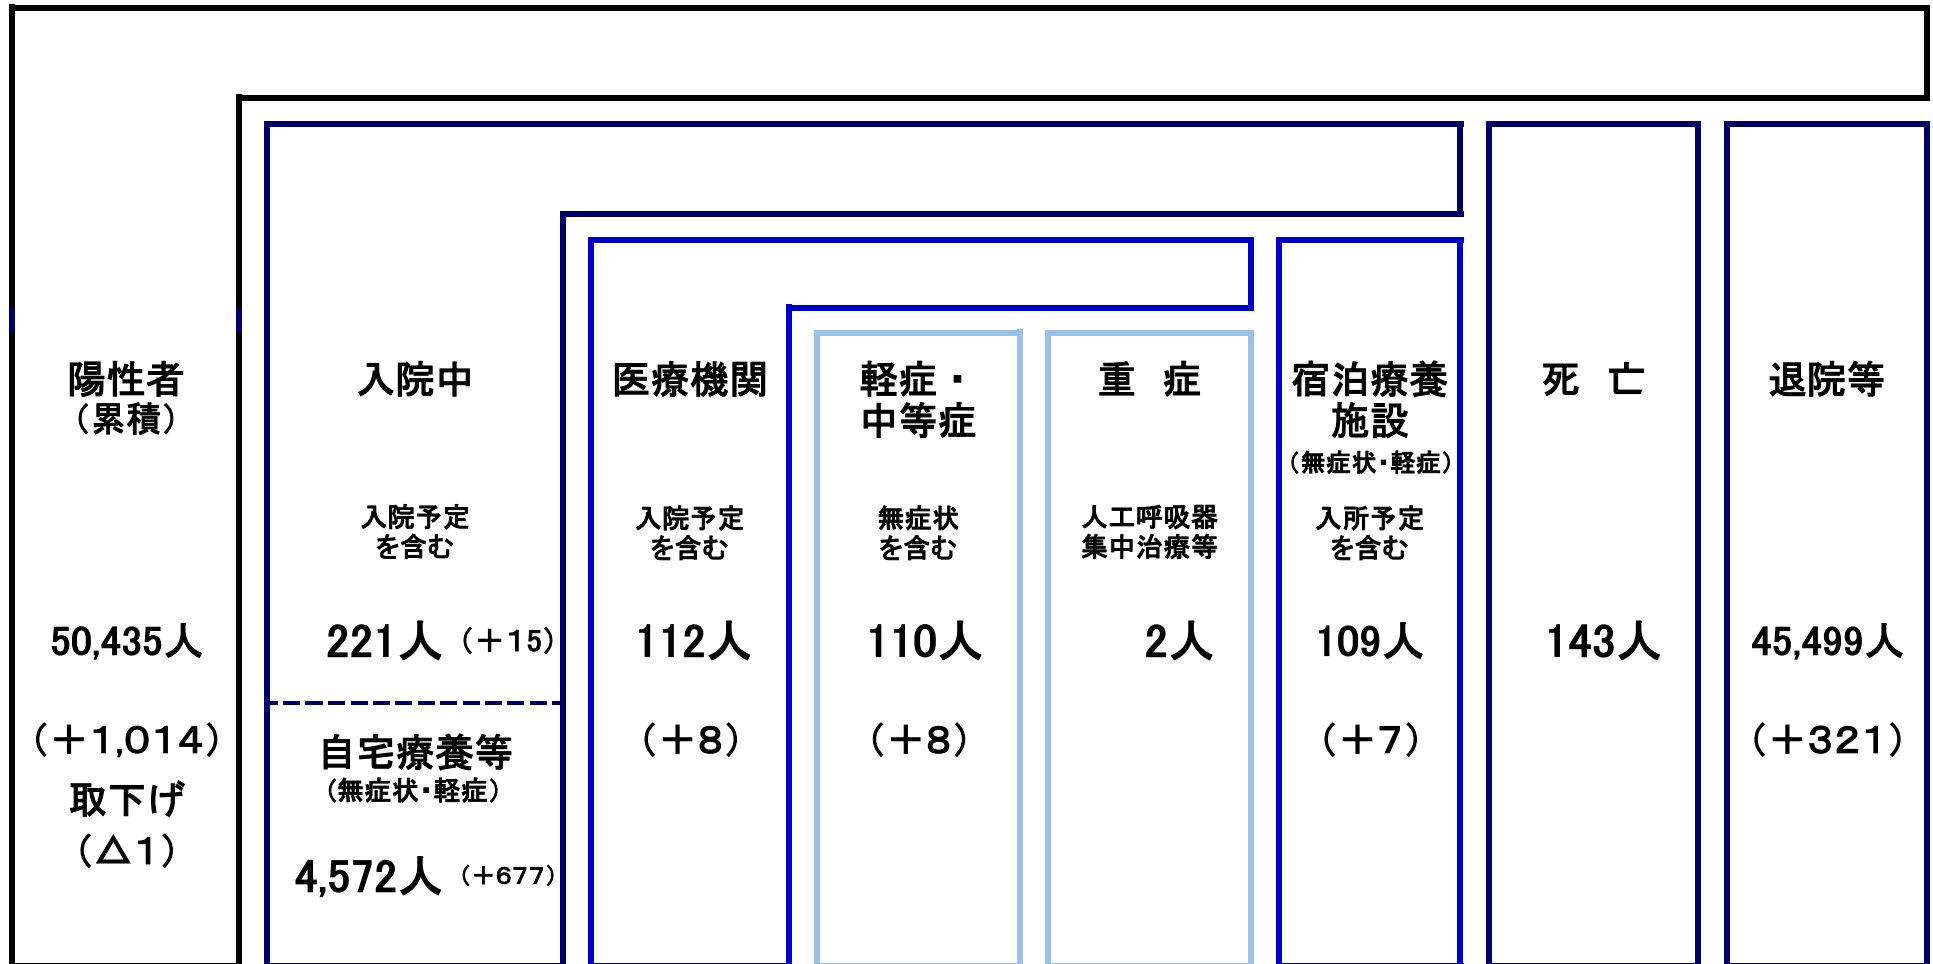 陽性者
（累積）
50,435人
（＋1,014）
取下げ
（△1）
入院中
入院予定
を含む
221人（＋15）
自宅療養等
（無症状・軽症）
4,572人（＋677）
医療機関
入院予定
を含む
112人
（＋8）
軽症・
中等症
無症状
を含む
110人
（＋8）
重 症
人工呼吸器
集中治療等
2人
宿泊療養
施設
（無症状・軽症）
入所予定
を含む
109人
（＋7）
死 亡
143人
退院等
45,499人
（＋321）